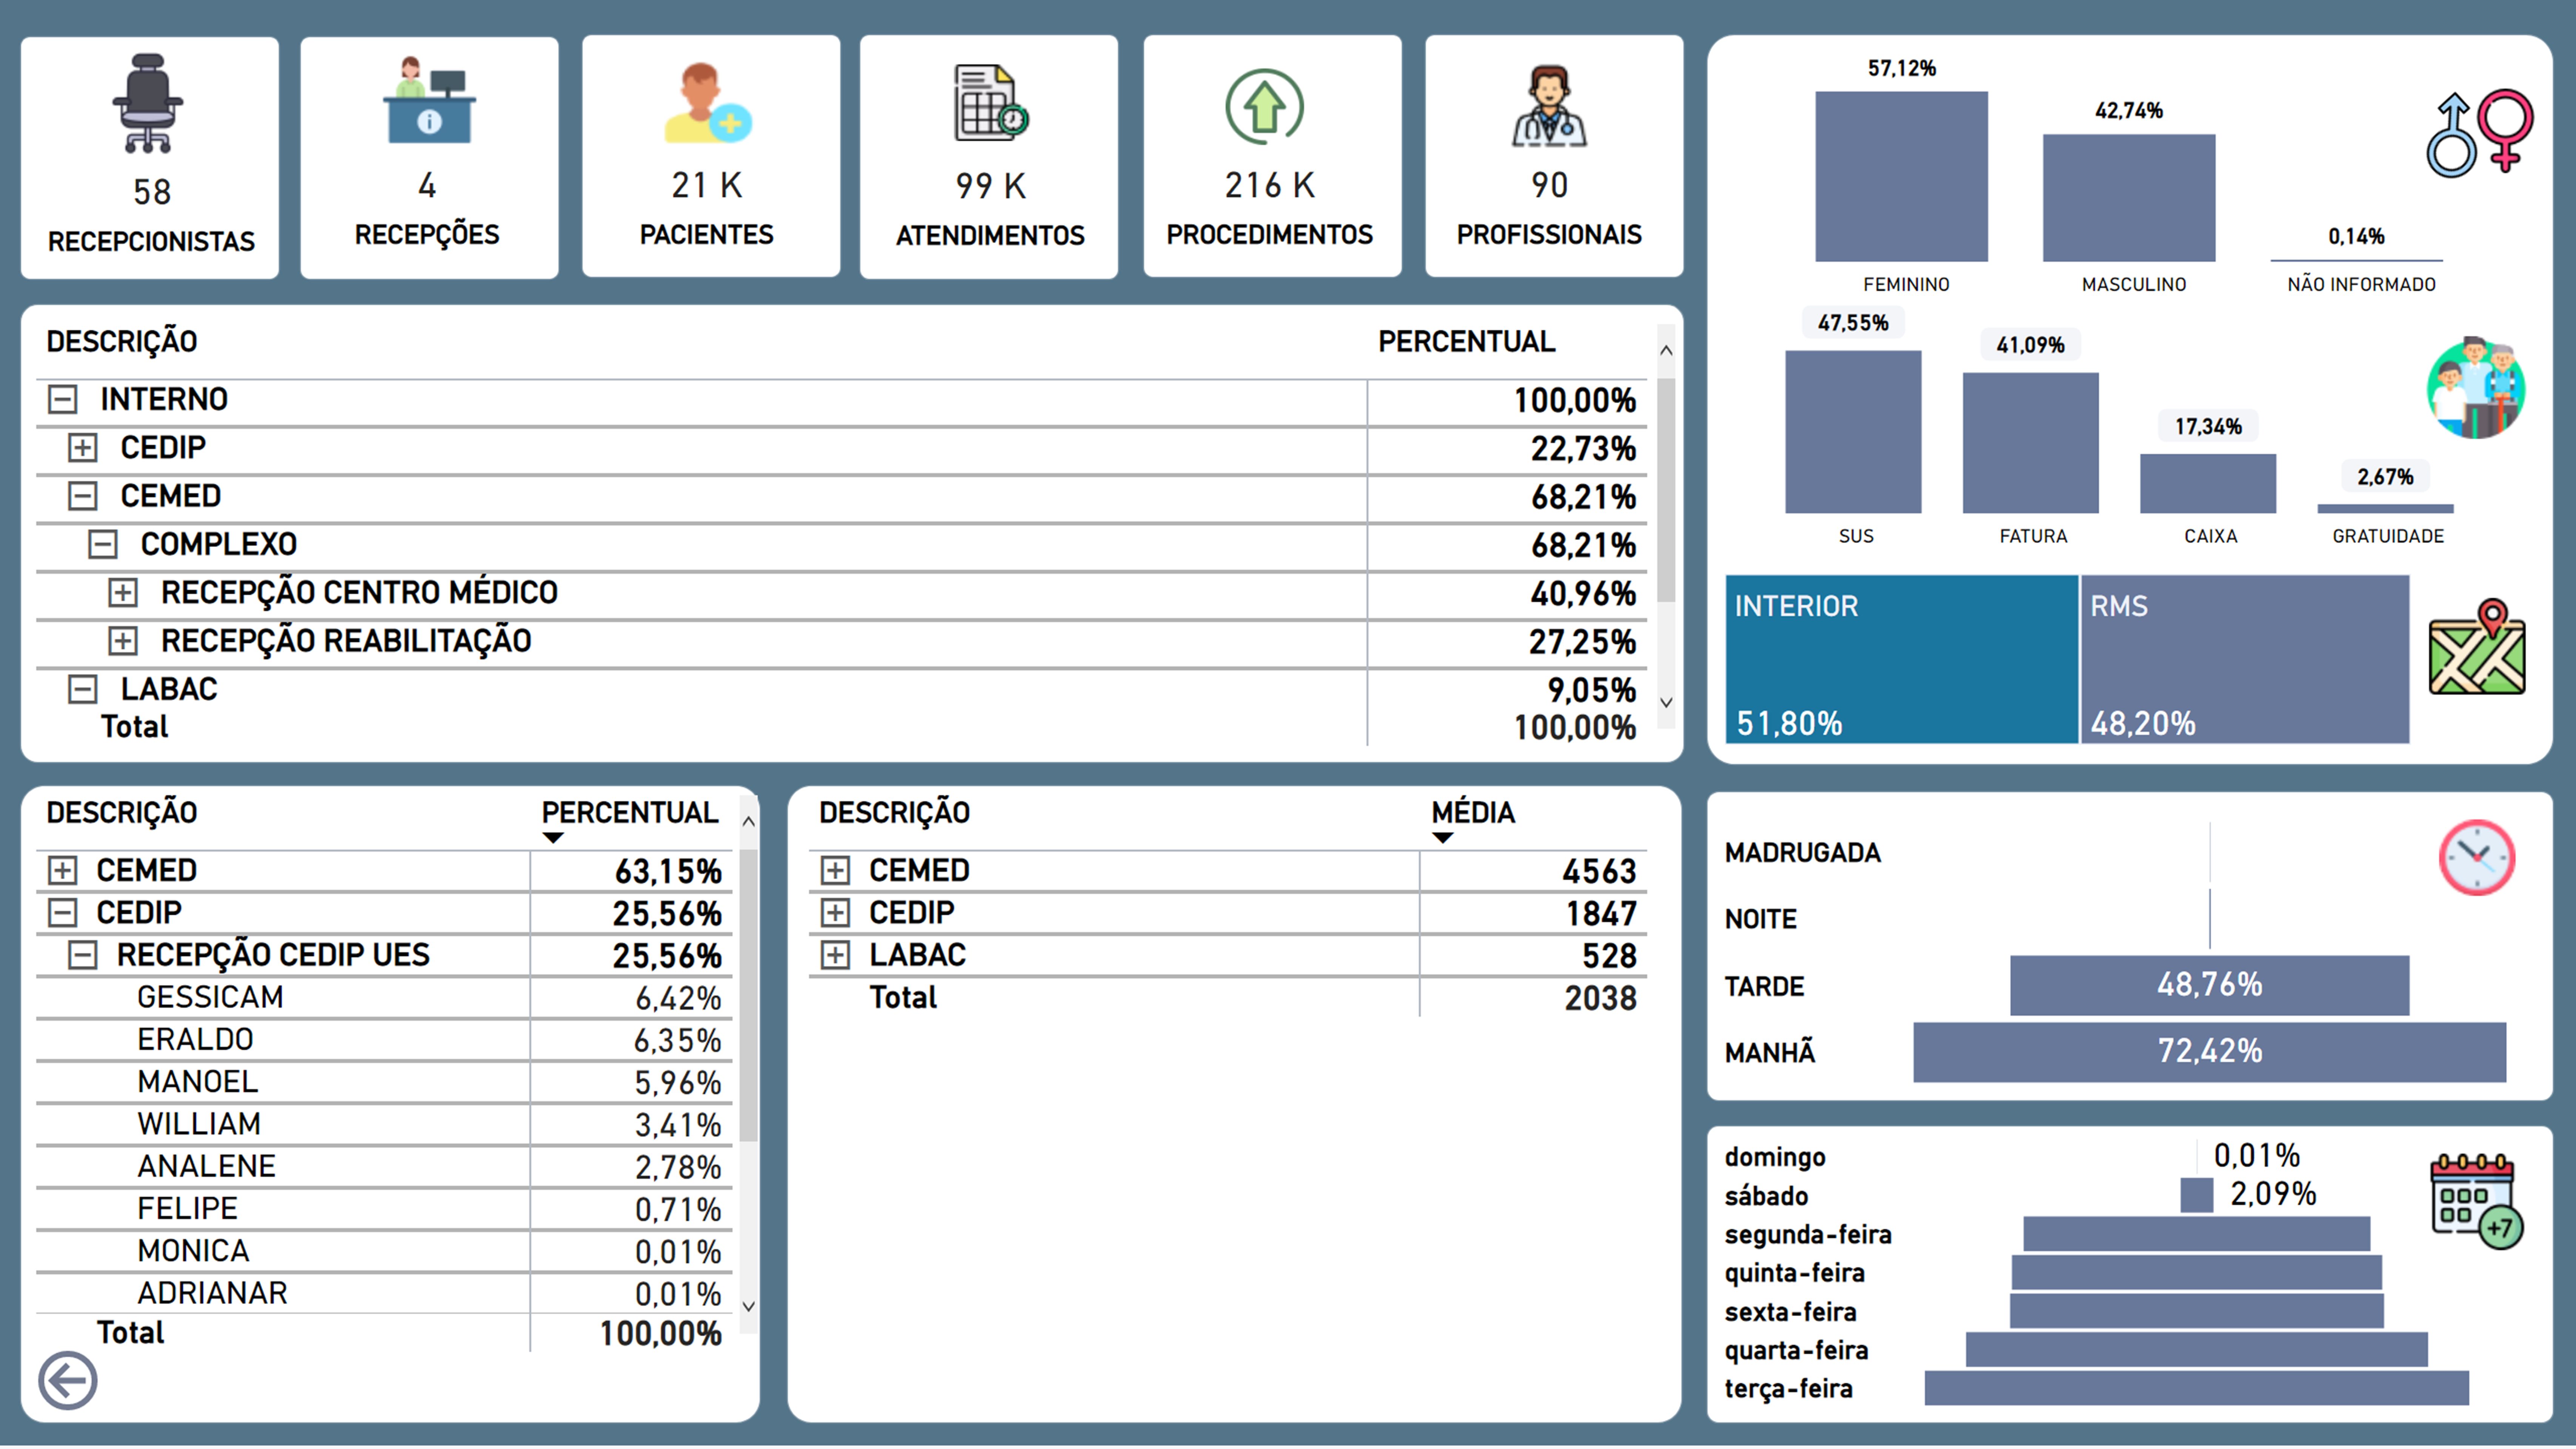 58
RECEPCIONISTAS
4
RECEPÇÕES
21 K
PACIENTES
99 K
ATENDIMENTOS
216 K
PROCEDIMENTOS
90
PROFISSIONAIS
DESCRIÇÃO PERCENTUAL
INTERNO 100,00%
CEDIP 22,73%
CEMED 68,21%
COMPLEXO 68,21%
RECEPÇÃO CENTRO MÉDICO 40,96%
RECEPÇÃO REABILITAÇÃO 27,25%
LABAC 9,05%
Total 100,00%
DESCRIÇÃO PERCENTUAL
CEMED 63,15%
CEDIP 25,56%
RECEPÇÃO CEDIP UES 25,56%
GESSICAM 6,42%
ERALDO 6,35%
MANOEL 5,96%
WILLIAM 3,41%
ANALENE 2,78%
FELIPE 0,71%
MONICA 0,01%
ADRIANAR 0,01%
Total 100,00%
DESCRIÇÃO MÉDIA
CEMED 4563
CEDIP 1847
LABAC 528
Total 2038
57,12% 42,74% 0,14%
FEMININO MASCULINO NÃO INFORMADO
47,55% 41,09% 17,34% 2,67%
SUS FATURA CAIXA GRATUIDADE
INTERIOR RMS
51,80% 48,20%
MADRUGADA
NOITE
TARDE 48,76%
MANHÃ 72,42%
domingo 0,01%
sábado 2,09%
segunda-feira
quinta-feira
sexta-feira
quarta-feira
terça-feira
+7